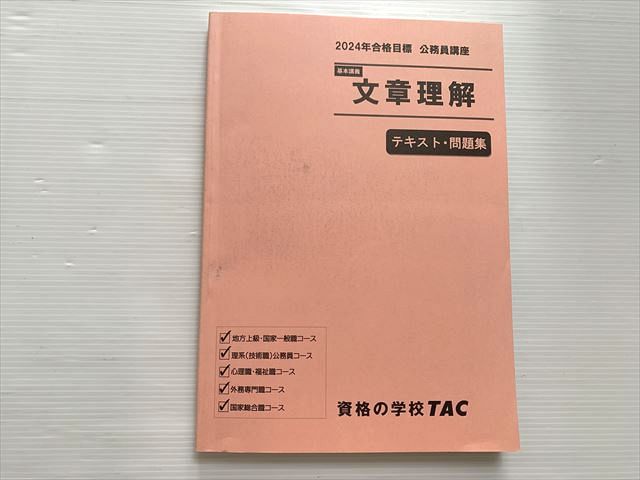 2024年合格目標 公務員講座
基本講義
文章理解
テキスト・問題集
地方上級・国家一般職コース
理系(技術職)公務員コース
心理職・福祉職コース
外務専門職コース
国家総合職コース
資格の学校TAC